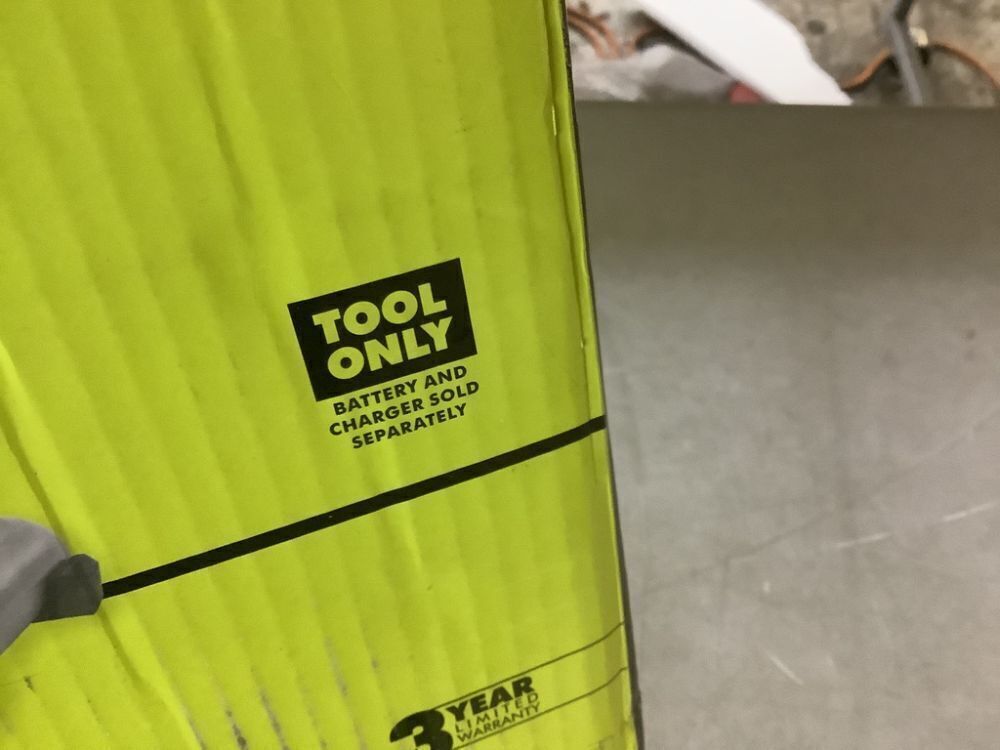 TOOL
ONLY
BATTERY AND
CHARGER SOLD
SEPARATELY
3 YEAR
LIMITED
WARRANTY